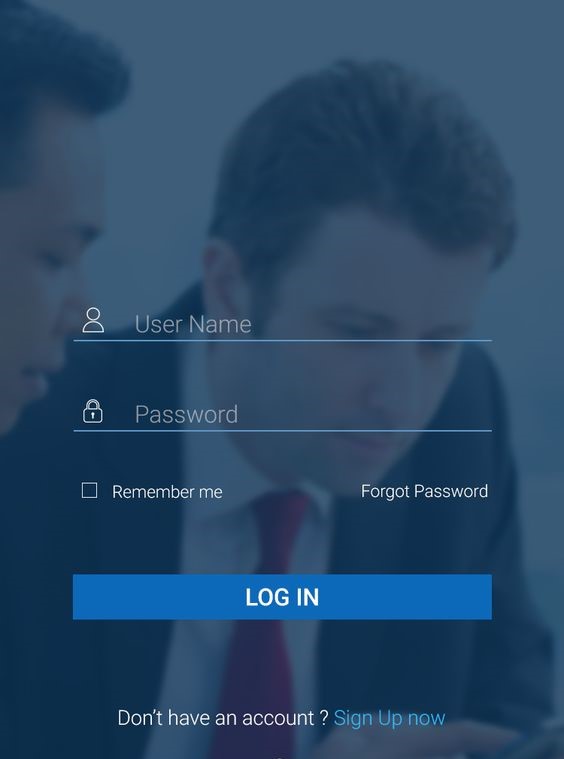 User Name
Password
Remember me
Forgot Password
LOG IN
Don’t have an account ? Sign Up now